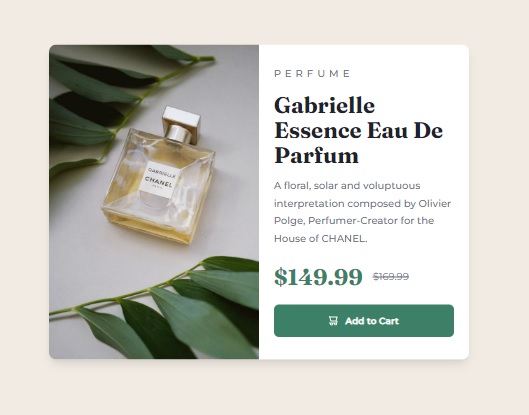 GABRIELLE
CHANEL
PERFUME
Gabrielle
Essence Eau De
Parfum
A floral, solar and voluptuous
interpretation composed by Olivier
Polge, Perfumer-Creator for the
House of CHANEL.
$149.99 $169.99
Add to Cart